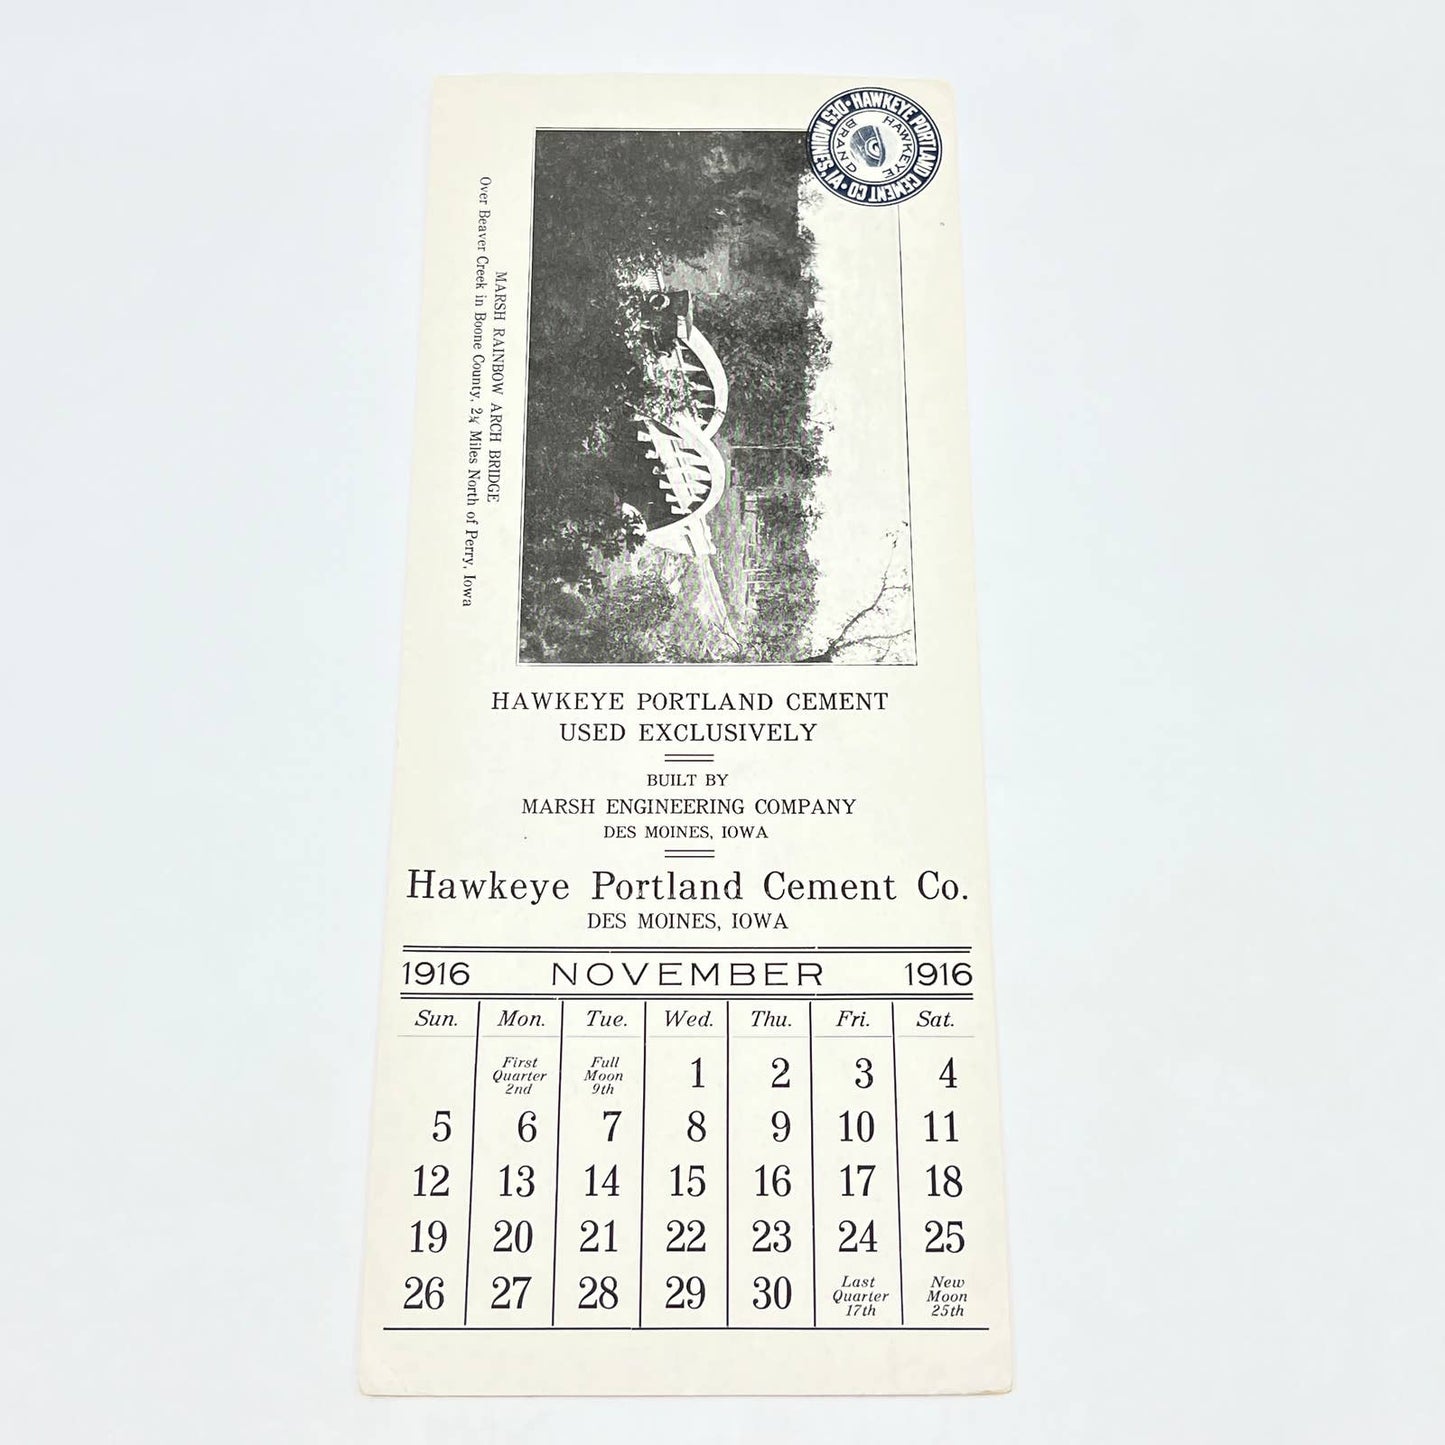 HAWKEYE PORTLAND CEMENT CO · DES MOINES, IA ·
HAWKEYE
BRAND
MARSH RAINBOW ARCH BRIDGE
Over Beaver Creek in Boone County, 2¼ Miles North of Perry, Iowa
HAWKEYE PORTLAND CEMENT
USED EXCLUSIVELY
BUILT BY
MARSH ENGINEERING COMPANY
DES MOINES, IOWA
Hawkeye Portland Cement Co.
DES MOINES, IOWA
1916 NOVEMBER 1916
Sun. Mon. Tue. Wed. Thu. Fri. Sat.
First Quarter 2nd Full Moon 9th 1 2 3 4
5 6 7 8 9 10 11
12 13 14 15 16 17 18
19 20 21 22 23 24 25
26 27 28 29 30 Last Quarter 17th New Moon 25th